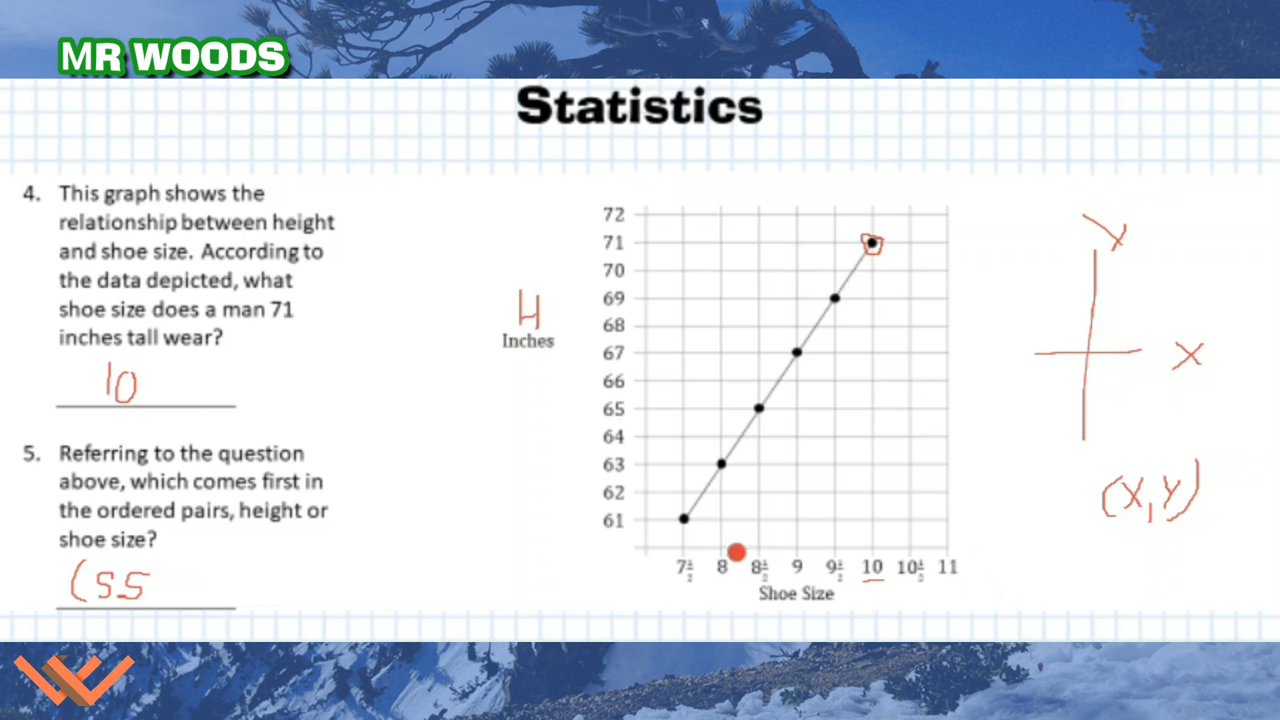 MR WOODS
Statistics
4. This graph shows the
relationship between height
and shoe size. According to
the data depicted, what
shoe size does a man 71
inches tall wear?
10
5. Referring to the question
above, which comes first in
the ordered pairs, height or
shoe size?
(SS
H
Inches
72
71
70
69
68
67
66
65
64
63
62
61
7½ 8 8½ 9 9½ 10 10½ 11
Shoe Size
Y
X
(X,Y)